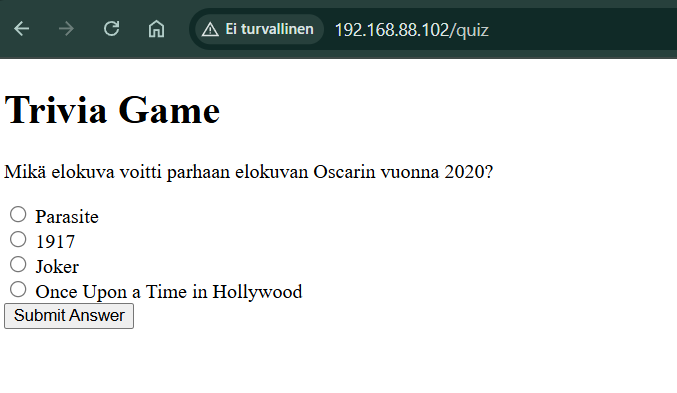 Ei turvallinen 192.168.88.102/quiz
Trivia Game
Mikä elokuva voitti parhaan elokuvan Oscarin vuonna 2020?
Parasite
1917
Joker
Once Upon a Time in Hollywood
Submit Answer